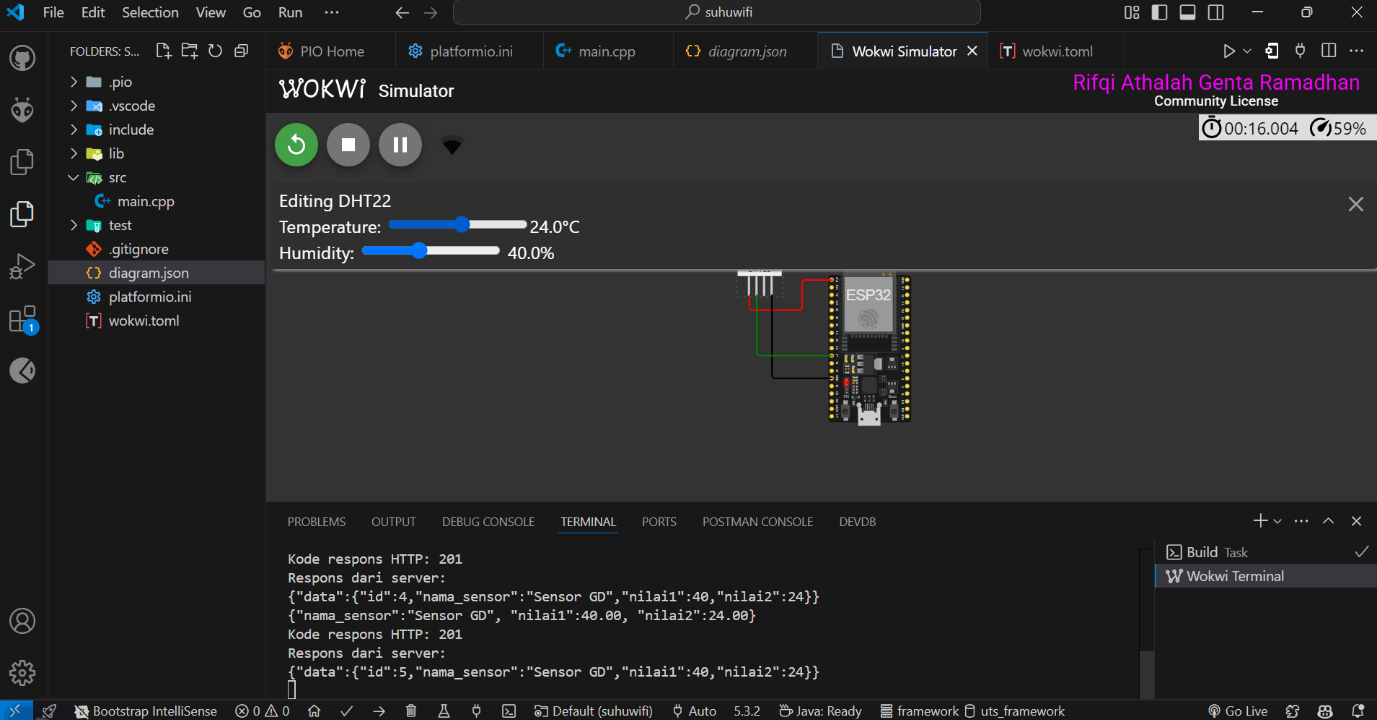 File Edit Selection View Go Run ··· suhuwifi
FOLDERS: S...
PIO Home platformio.ini main.cpp diagram.json Wokwi Simulator wokwi.toml
.pio
.vscode
include
lib
src
main.cpp
test
.gitignore
diagram.json
platformio.ini
wokwi.toml
1
WOKWi Simulator
Rifqi Athalah Genta Ramadhan
Community License
00:16.004 59%
Editing DHT22
Temperature: 24.0°C
Humidity: 40.0%
ESP32
PROBLEMS OUTPUT DEBUG CONSOLE TERMINAL PORTS POSTMAN CONSOLE DEVDB
Kode respons HTTP: 201
Respons dari server:
{"data":{"id":4,"nama_sensor":"Sensor GD","nilai1":40,"nilai2":24}}
{"nama_sensor":"Sensor GD", "nilai1":40.00, "nilai2":24.00}
Kode respons HTTP: 201
Respons dari server:
{"data":{"id":5,"nama_sensor":"Sensor GD","nilai1":40,"nilai2":24}}
Build Task
Wokwi Terminal
Bootstrap IntelliSense 0 0 Default (suhuwifi) Auto 5.3.2 Java: Ready framework uts_framework Go Live